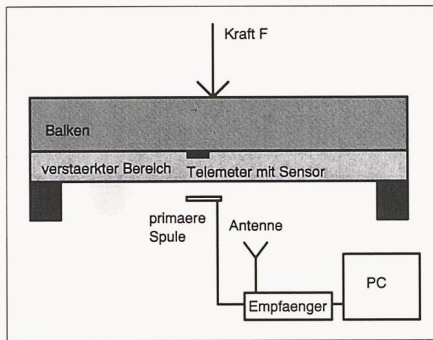 Kraft F
Balken
verstaerkter Bereich
Telemeter mit Sensor
primaere
Spule
Antenne
Empfaenger
PC